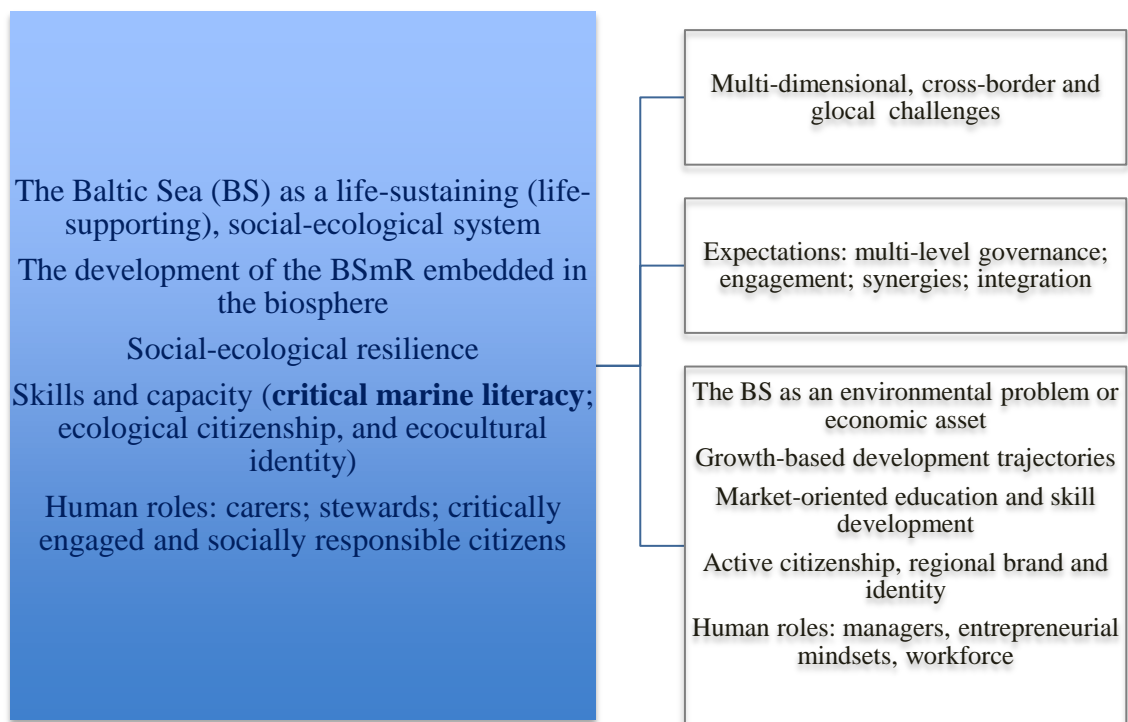 The Baltic Sea (BS) as a life-sustaining (life-
supporting), social-ecological system
The development of the BSmR embedded in
the biosphere
Social-ecological resilience
Skills and capacity (critical marine literacy;
ecological citizenship, and ecocultural
identity)
Human roles: carers; stewards; critically
engaged and socially responsible citizens
Multi-dimensional, cross-border and
glocal challenges
Expectations: multi-level governance;
engagement; synergies; integration
The BS as an environmental problem or
economic asset
Growth-based development trajectories
Market-oriented education and skill
development
Active citizenship, regional brand and
identity
Human roles: managers, entrepreneurial
mindsets, workforce